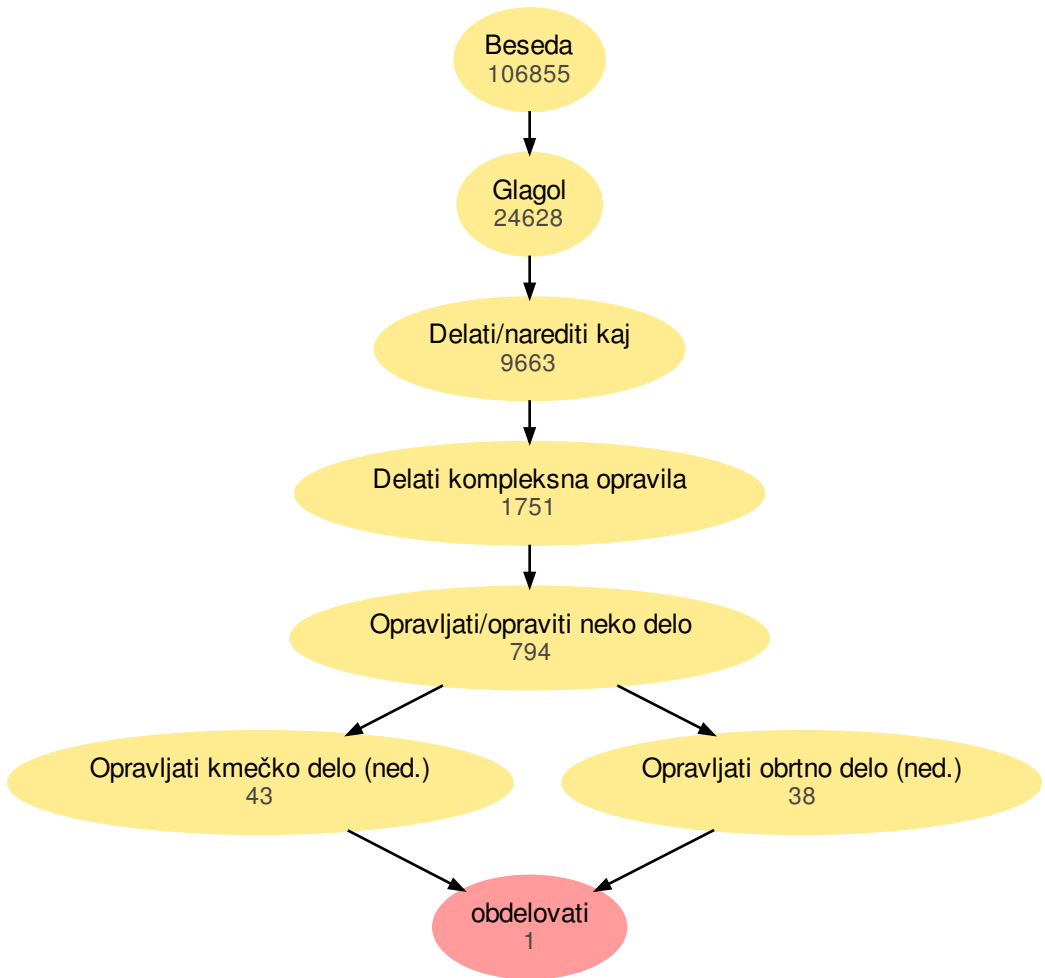 Beseda
106855
Glagol
24628
Delati/narediti kaj
9663
Delati kompleksna opravila
1751
Opravljati/opraviti neko delo
794
Opravljati kmečko delo (ned.)
43
Opravljati obrtno delo (ned.)
38
obdelovati
1